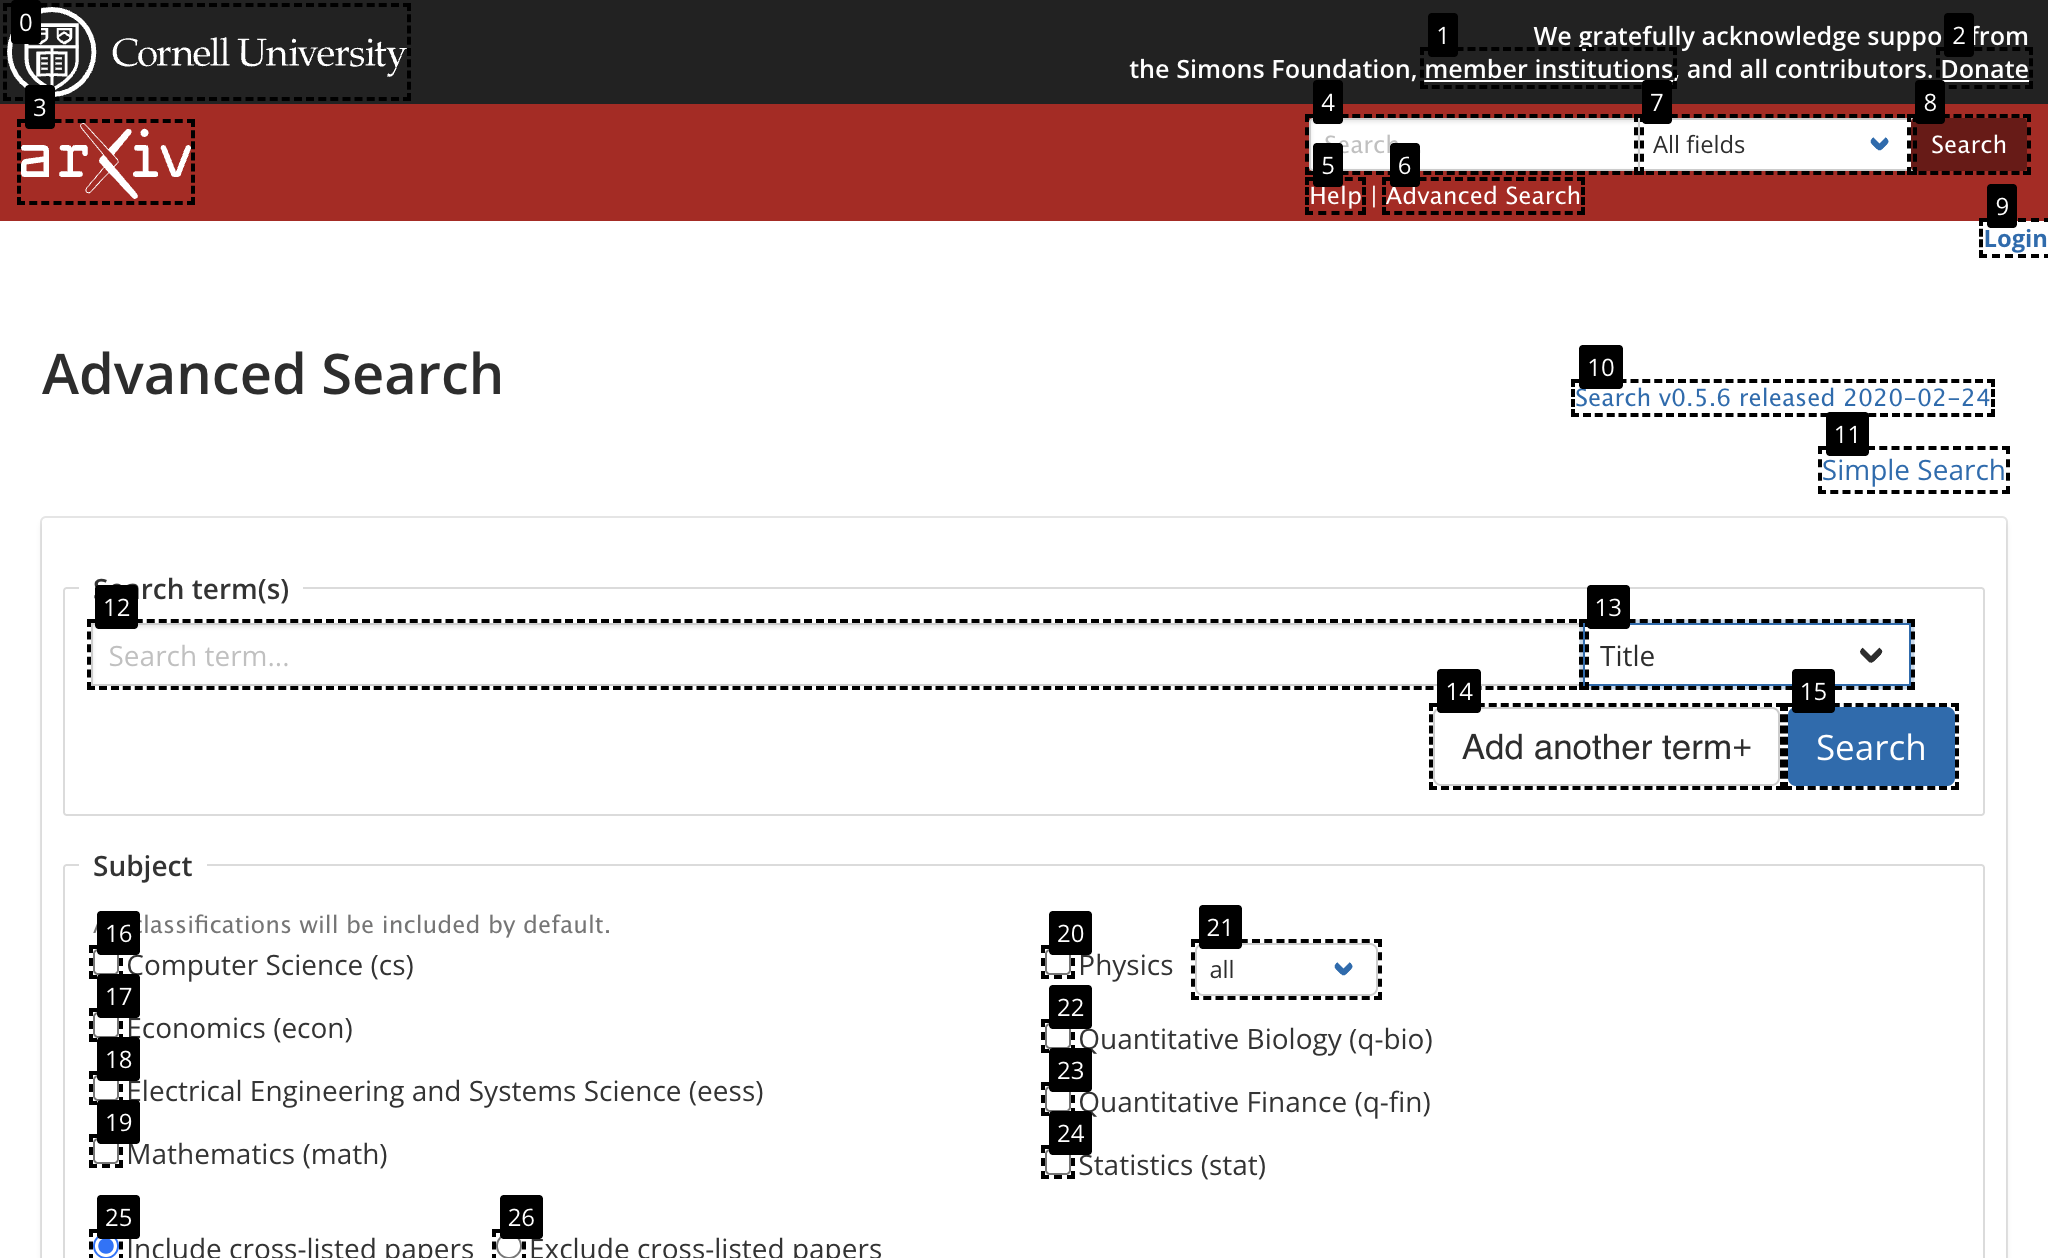 0
Cornell University
1
2
We gratefully acknowledge suppo from
the Simons Foundation, member institutions, and all contributors. Donate
3
arXiv
4
7
8
Search
All fields
Search
5
6
Help | Advanced Search
9
Login
Advanced Search
10
Search v0.5.6 released 2020-02-24
11
Simple Search
Search term(s)
12
13
Search term...
Title
14
15
Add another term+
Search
Subject
classifications will be included by default.
16
Computer Science (cs)
17
Economics (econ)
18
Electrical Engineering and Systems Science (eess)
19
Mathematics (math)
20
Physics
21
all
22
Quantitative Biology (q-bio)
23
Quantitative Finance (q-fin)
24
Statistics (stat)
25
Include cross-listed papers
26
Exclude cross-listed papers